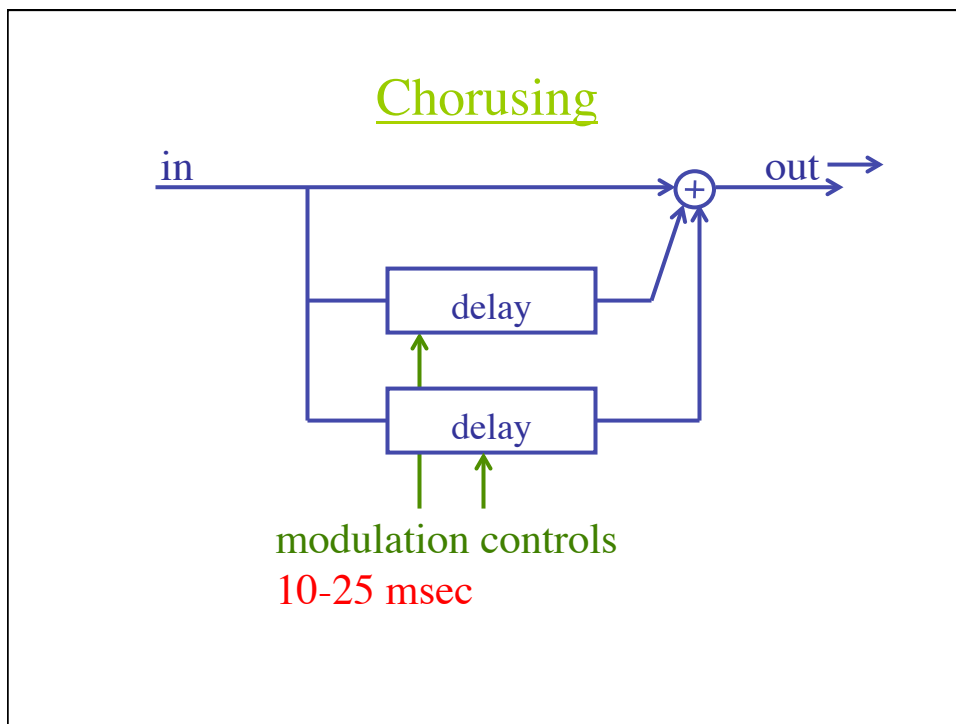 Chorusing
in
out
+
delay
delay
modulation controls
10-25 msec